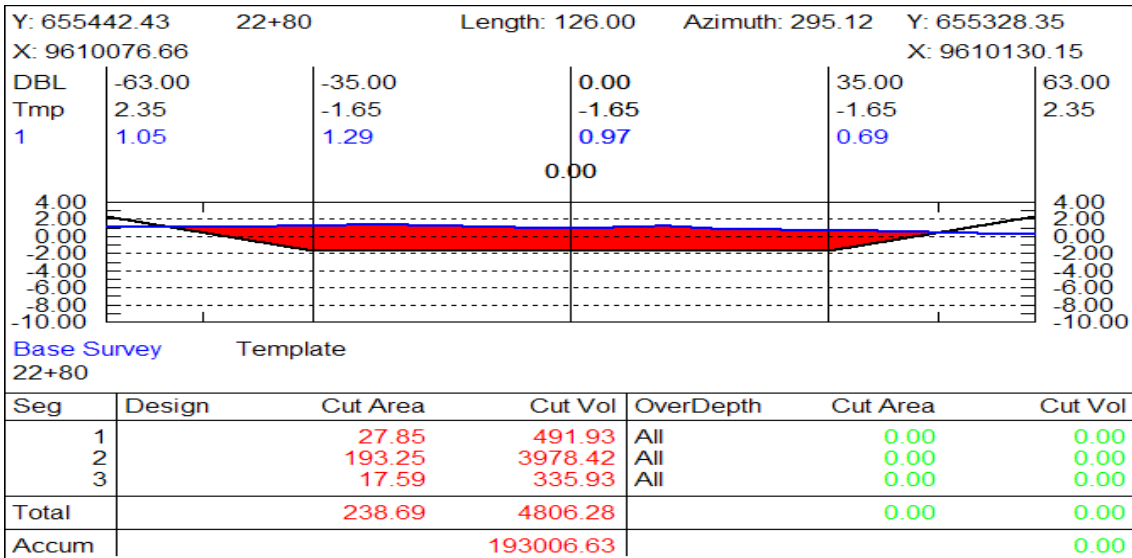 Y: 655442.43 22+80 Length: 126.00 Azimuth: 295.12 Y: 655328.35
X: 9610076.66 X: 9610130.15
DBL -63.00 -35.00 0.00 35.00 63.00
Tmp 2.35 -1.65 -1.65 -1.65 2.35
1 1.05 1.29 0.97 0.69
0.00
4.00 4.00
2.00 2.00
0.00 0.00
-2.00 -2.00
-4.00 -4.00
-6.00 -6.00
-8.00 -8.00
-10.00 -10.00
Base Survey Template
22+80
Seg Design Cut Area Cut Vol OverDepth Cut Area Cut Vol
1 27.85 491.93 All 0.00 0.00
2 193.25 3978.42 All 0.00 0.00
3 17.59 335.93 All 0.00 0.00
Total 238.69 4806.28 0.00 0.00
Accum 193006.63 0.00